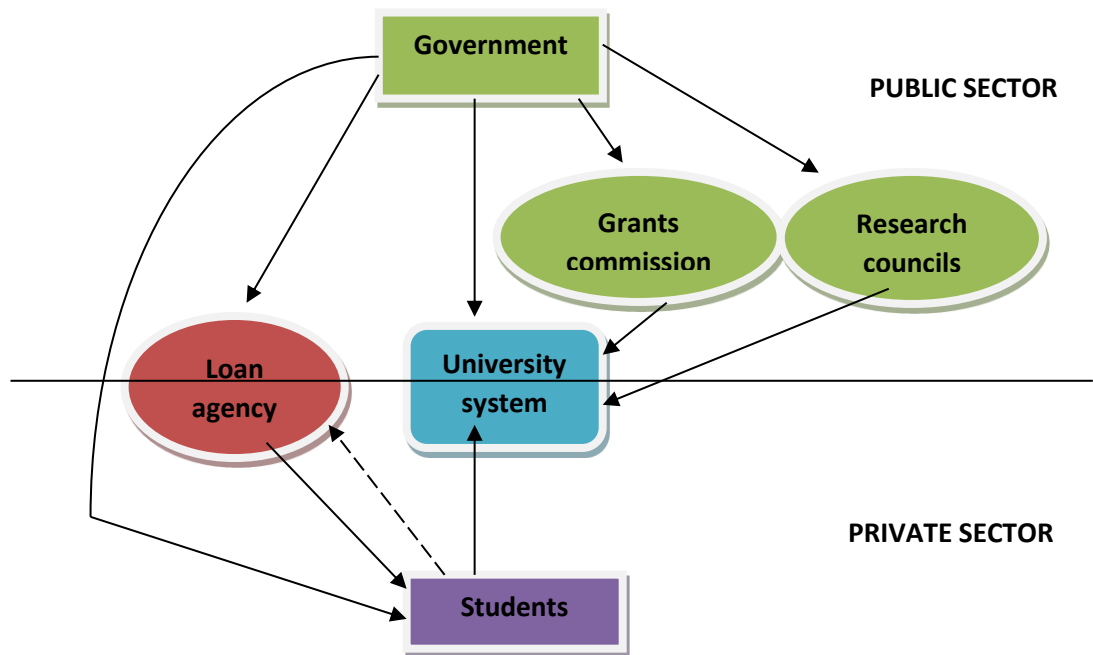 Government
PUBLIC SECTOR
Grants
commission
Research
councils
Loan
agency
University
system
PRIVATE SECTOR
Students